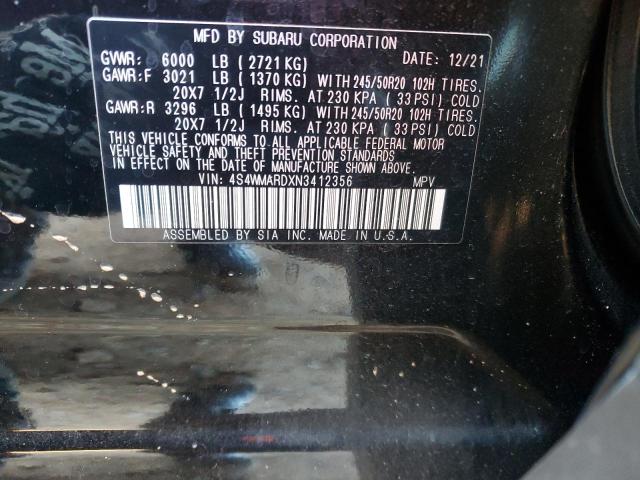 MFD BY SUBARU CORPORATION
GVWR: 6000 LB (2721 KG) DATE: 12/21
GAWR:F 3021 LB (1370 KG) WITH 245/50R20 102H TIRES.
20X7 1/2J RIMS. AT 230 KPA (33 PSI) COLD
GAWR:R 3296 LB (1495 KG) WITH 245/50R20 102H TIRES.
20X7 1/2J RIMS. AT 230 KPA (33 PSI) COLD
THIS VEHICLE CONFORMS TO ALL APPLICABLE FEDERAL MOTOR
VEHICLE SAFETY AND THEFT PREVENTION STANDARDS
IN EFFECT ON THE DATE OF MANUFACTURE SHOWN ABOVE.
VIN: 4S4WMARDXN3412356 MPV
ASSEMBLED BY SIA INC. MADE IN U.S.A.